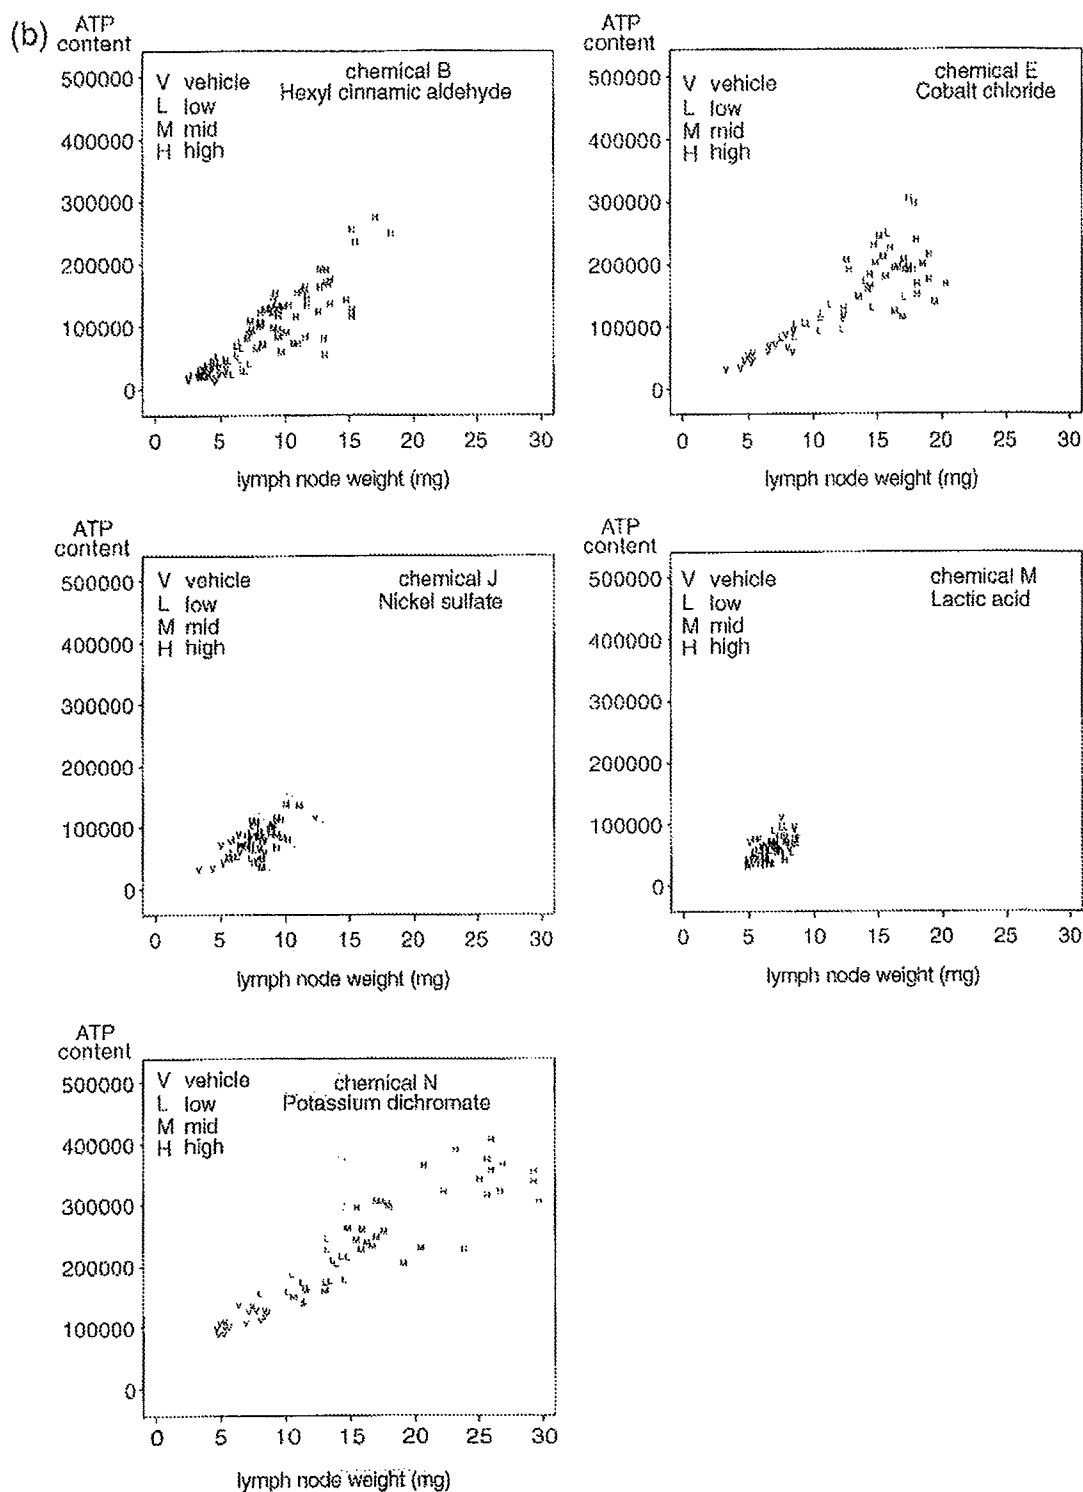 (b)
ATP
content
500000
400000
300000
200000
100000
0
V vehicle
L low
M mid
H high
chemical B
Hexyl cinnamic aldehyde
0 5 10 15 20 25 30
lymph node weight (mg)
ATP
content
500000
400000
300000
200000
100000
0
V vehicle
L low
M mid
H high
chemical E
Cobalt chloride
0 5 10 15 20 25 30
lymph node weight (mg)
ATP
content
500000
400000
300000
200000
100000
0
V vehicle
L low
M mid
H high
chemical J
Nickel sulfate
0 5 10 15 20 25 30
lymph node weight (mg)
ATP
content
500000
400000
300000
200000
100000
0
V vehicle
L low
M mid
H high
chemical M
Lactic acid
0 5 10 15 20 25 30
lymph node weight (mg)
ATP
content
500000
400000
300000
200000
100000
0
V vehicle
L low
M mid
H high
chemical N
Potassium dichromate
0 5 10 15 20 25 30
lymph node weight (mg)